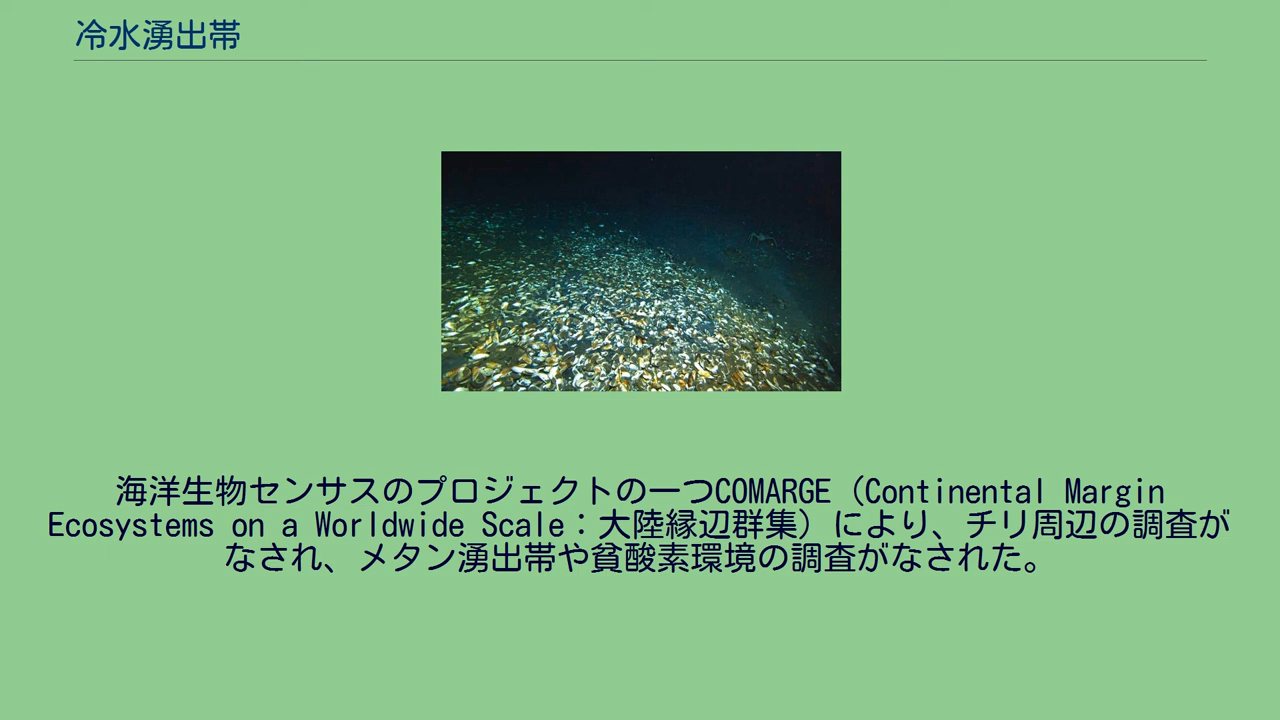 冷水湧出帯
海洋生物センサスのプロジェクトの一つCOMARGE（Continental Margin
Ecosystems on a Worldwide Scale：大陸縁辺群集）により、チリ周辺の調査が
なされ、メタン湧出帯や貧酸素環境の調査がなされた。